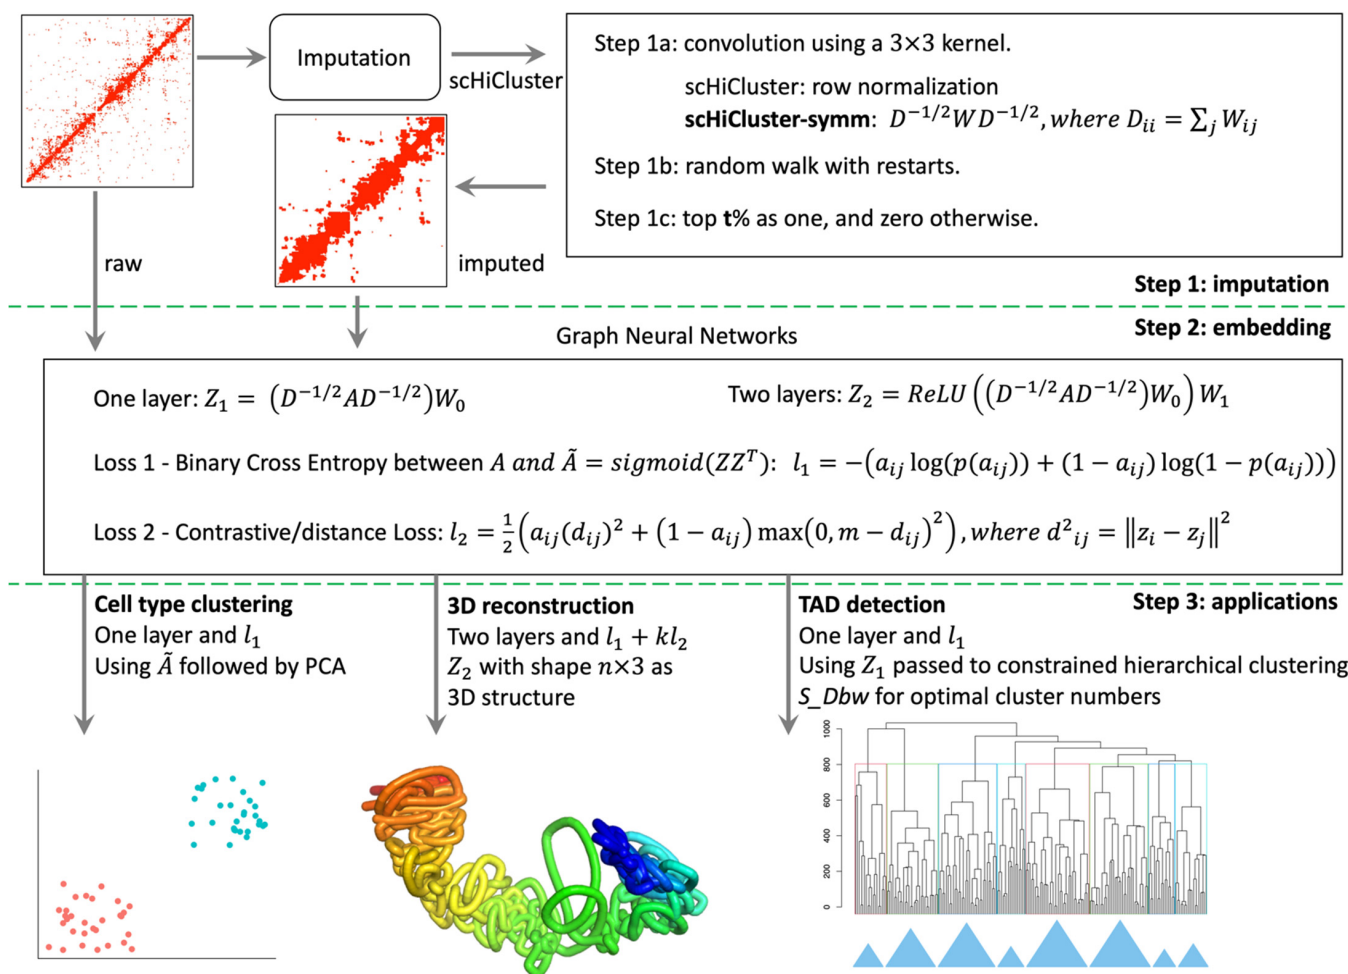 Imputation
scHiCluster
Step 1a: convolution using a 3×3 kernel.
scHiCluster: row normalization
scHiCluster-symm: D^{-1/2}WD^{-1/2}, where D_{ii} = ∑_j W_{ij}
Step 1b: random walk with restarts.
Step 1c: top t% as one, and zero otherwise.
raw
imputed
Step 1: imputation
Step 2: embedding
Graph Neural Networks
One layer: Z_1 = (D^{-1/2}AD^{-1/2})W_0
Two layers: Z_2 = ReLU((D^{-1/2}AD^{-1/2})W_0)W_1
Loss 1 - Binary Cross Entropy between A and Ã = sigmoid(ZZ^T): l_1 = −(a_{ij} log(p(a_{ij})) + (1 − a_{ij}) log(1 − p(a_{ij})))
Loss 2 - Contrastive/distance Loss: l_2 = 1/2(a_{ij}(d_{ij})^2 + (1 − a_{ij}) max(0, m − d_{ij})^2), where d^2_{ij} = ‖z_i − z_j‖^2
Step 3: applications
Cell type clustering
One layer and l_1
Using Ã followed by PCA
3D reconstruction
Two layers and l_1 + kl_2
Z_2 with shape n×3 as
3D structure
TAD detection
One layer and l_1
Using Z_1 passed to constrained hierarchical clustering
S_Dbw for optimal cluster numbers
1000
800
600
400
200
0